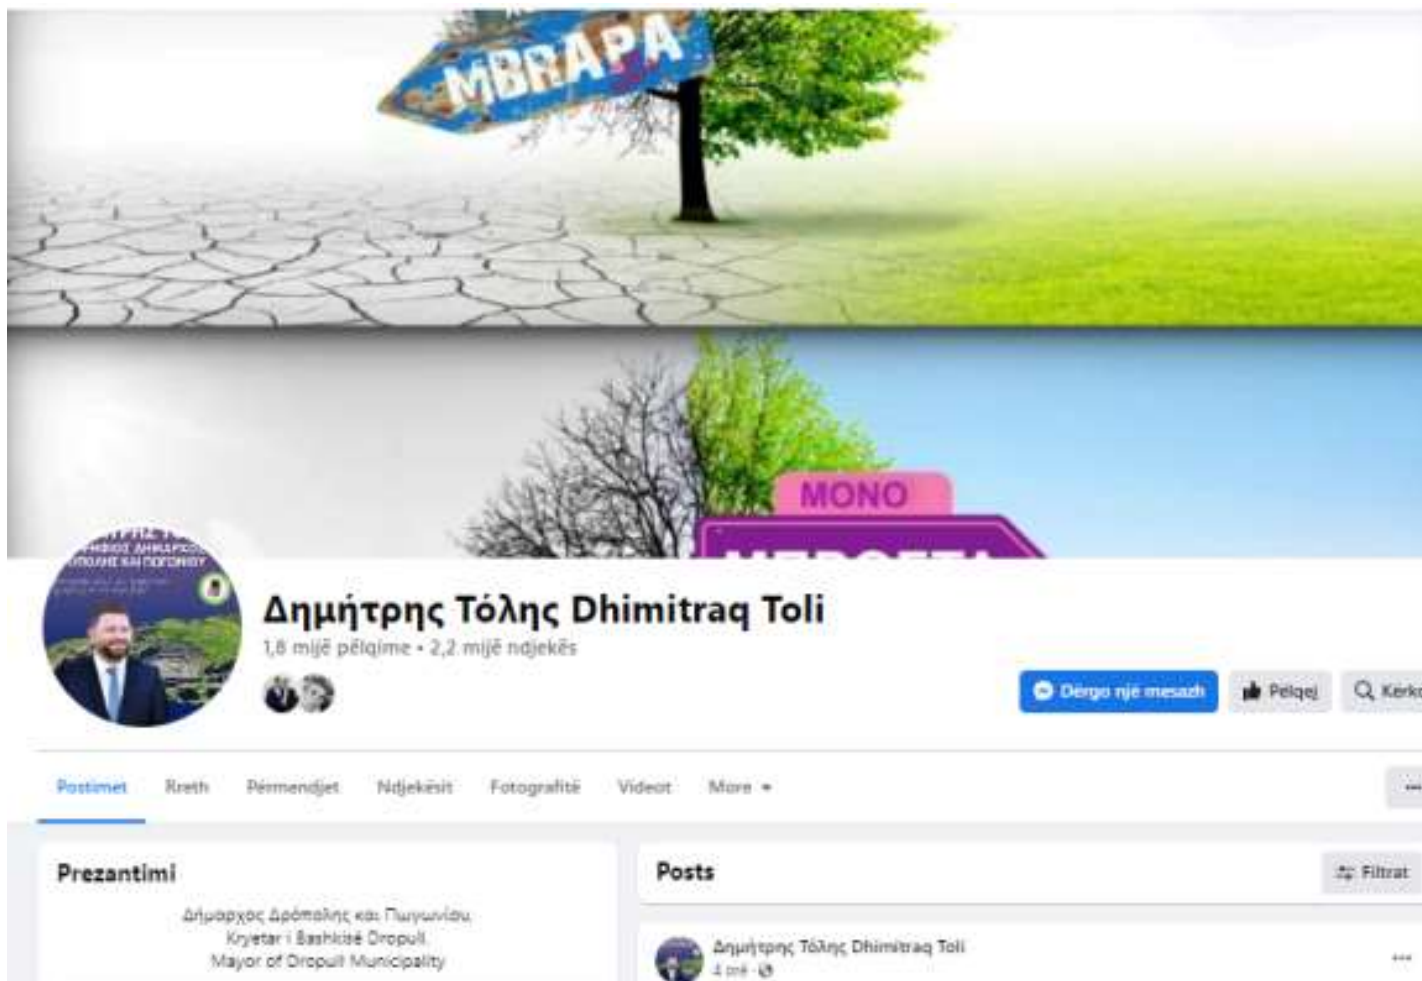 MBRAPA
MONO
Δημήτρης Τόλης Dhimitraq Toli
1,8 mijë pëlqime • 2,2 mijë ndjekës
Dërgo një mesazh
Pëlqej
Postimet Rreth Përmendjet Ndjekësit Fotografitë Videot More
Prezantimi
Δήμαρχος Δρόπολης και Πωγωνίου
Kryetar i Bashkisë Dropull
Mayor of Dropull Municipality
Posts
Filtrat
Δημήτρης Τόλης Dhimitraq Toli
4 orë